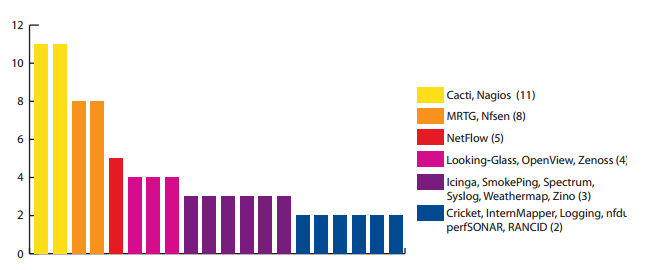 12
10
8
6
4
2
0
Cacti, Nagios (11)
MRTG, Nfsen (8)
NetFlow (5)
Looking-Glass, OpenView, Zenoss (4)
Icinga, SmokePing, Spectrum,
Syslog, Weathermap, Zino (3)
Cricket, InternMapper, Logging,
perfSONAR, RANCID (2)